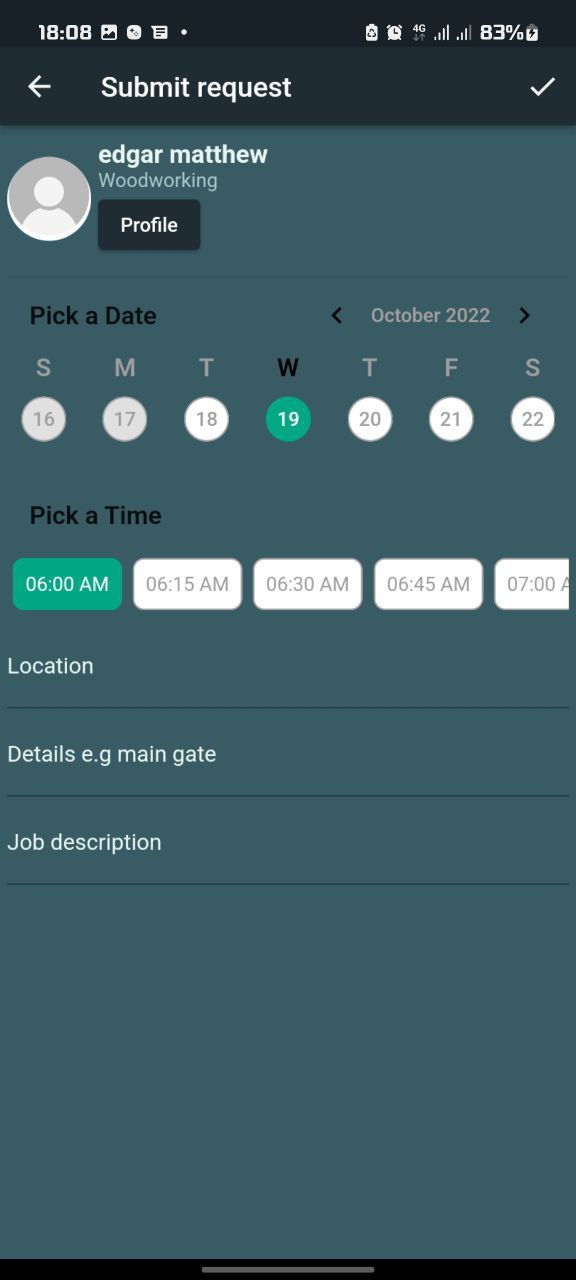 18:08 4G 83%
Submit request
edgar matthew
Woodworking
Profile
Pick a Date October 2022
S M T W T F S
16 17 18 19 20 21 22
Pick a Time
06:00 AM 06:15 AM 06:30 AM 06:45 AM 07:00 A
Location
Details e.g main gate
Job description